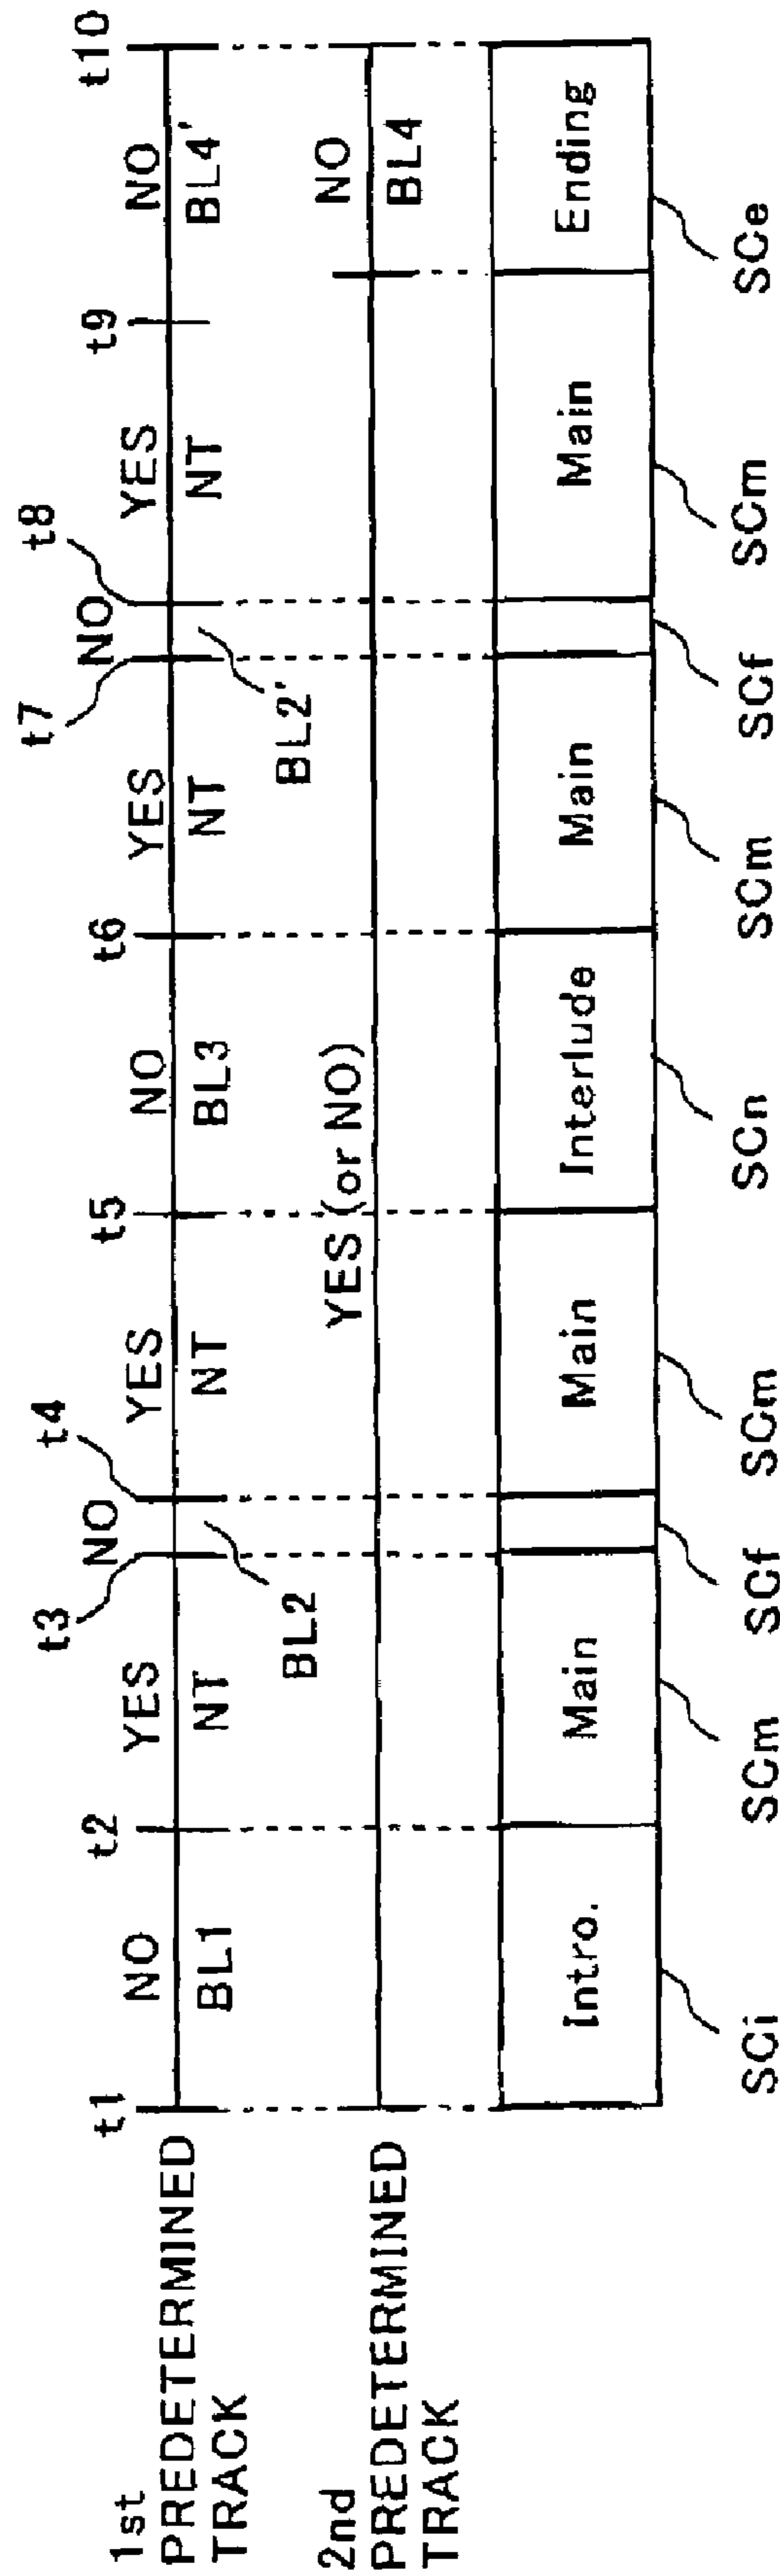 t1 t2 t3 t4 t5 t6 t7 t8 t9 t10
NO YES NO YES NO YES NO YES NO
1st
PREDETERMINED
TRACK
BL1 NT BL2 NT BL3 NT BL2' NT BL4'
2nd
PREDETERMINED
TRACK
YES (or NO) NO
BL4
Intro. Main Main Interlude Main Main Ending
SCi SCm SCf SCm SCn SCm SCf SCm SCe